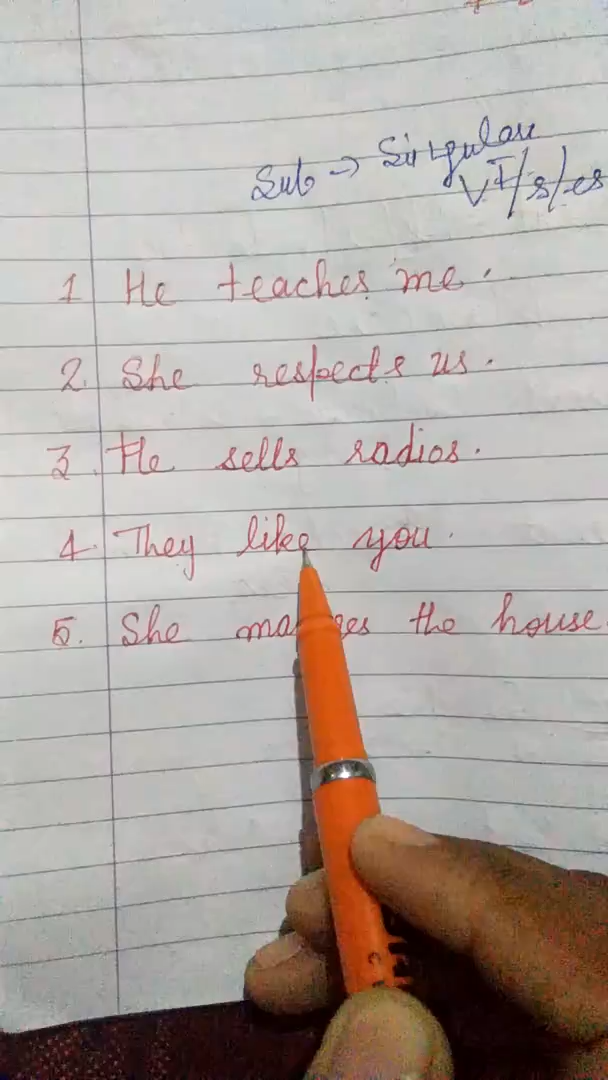 Sub → Singular
VI/s/es
1 He teaches me.
2. She respects us.
3. He sells radios.
4. They like you.
5. She the house